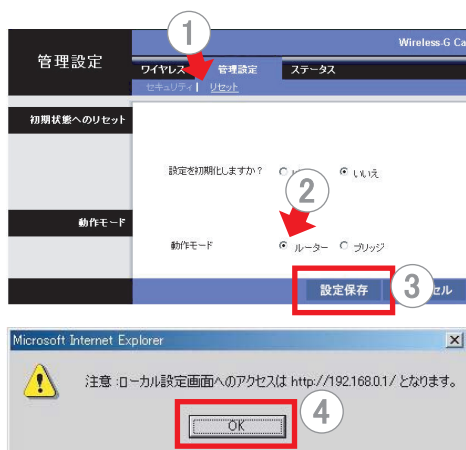 ①
Wireless-G Ca
管理設定
ワイヤレス 管理設定 ステータス
セキュリティ | リセット
初期状態へのリセット
設定を初期化しますか? いいえ
②
動作モード
動作モード ルーター ブリッジ
設定保存 ③ セル
Microsoft Internet Explorer
注意 :ローカル設定画面へのアクセスは http://192.168.0.1/ となります。
OK ④